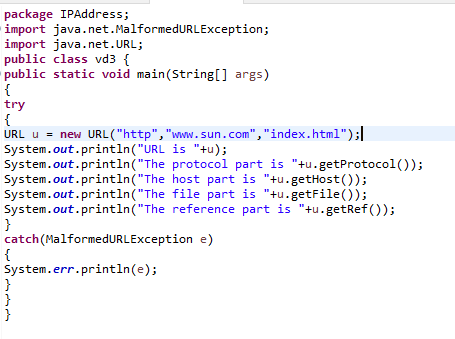 package IPAddress;
import java.net.MalformedURLException;
import java.net.URL;
public class vd3 {
public static void main(String[] args)
{
try
{
URL u = new URL("http","www.sun.com","index.html");
System.out.println("URL is "+u);
System.out.println("The protocol part is "+u.getProtocol());
System.out.println("The host part is "+u.getHost());
System.out.println("The file part is "+u.getFile());
System.out.println("The reference part is "+u.getRef());
}
catch(MalformedURLException e)
{
System.err.println(e);
}
}
}